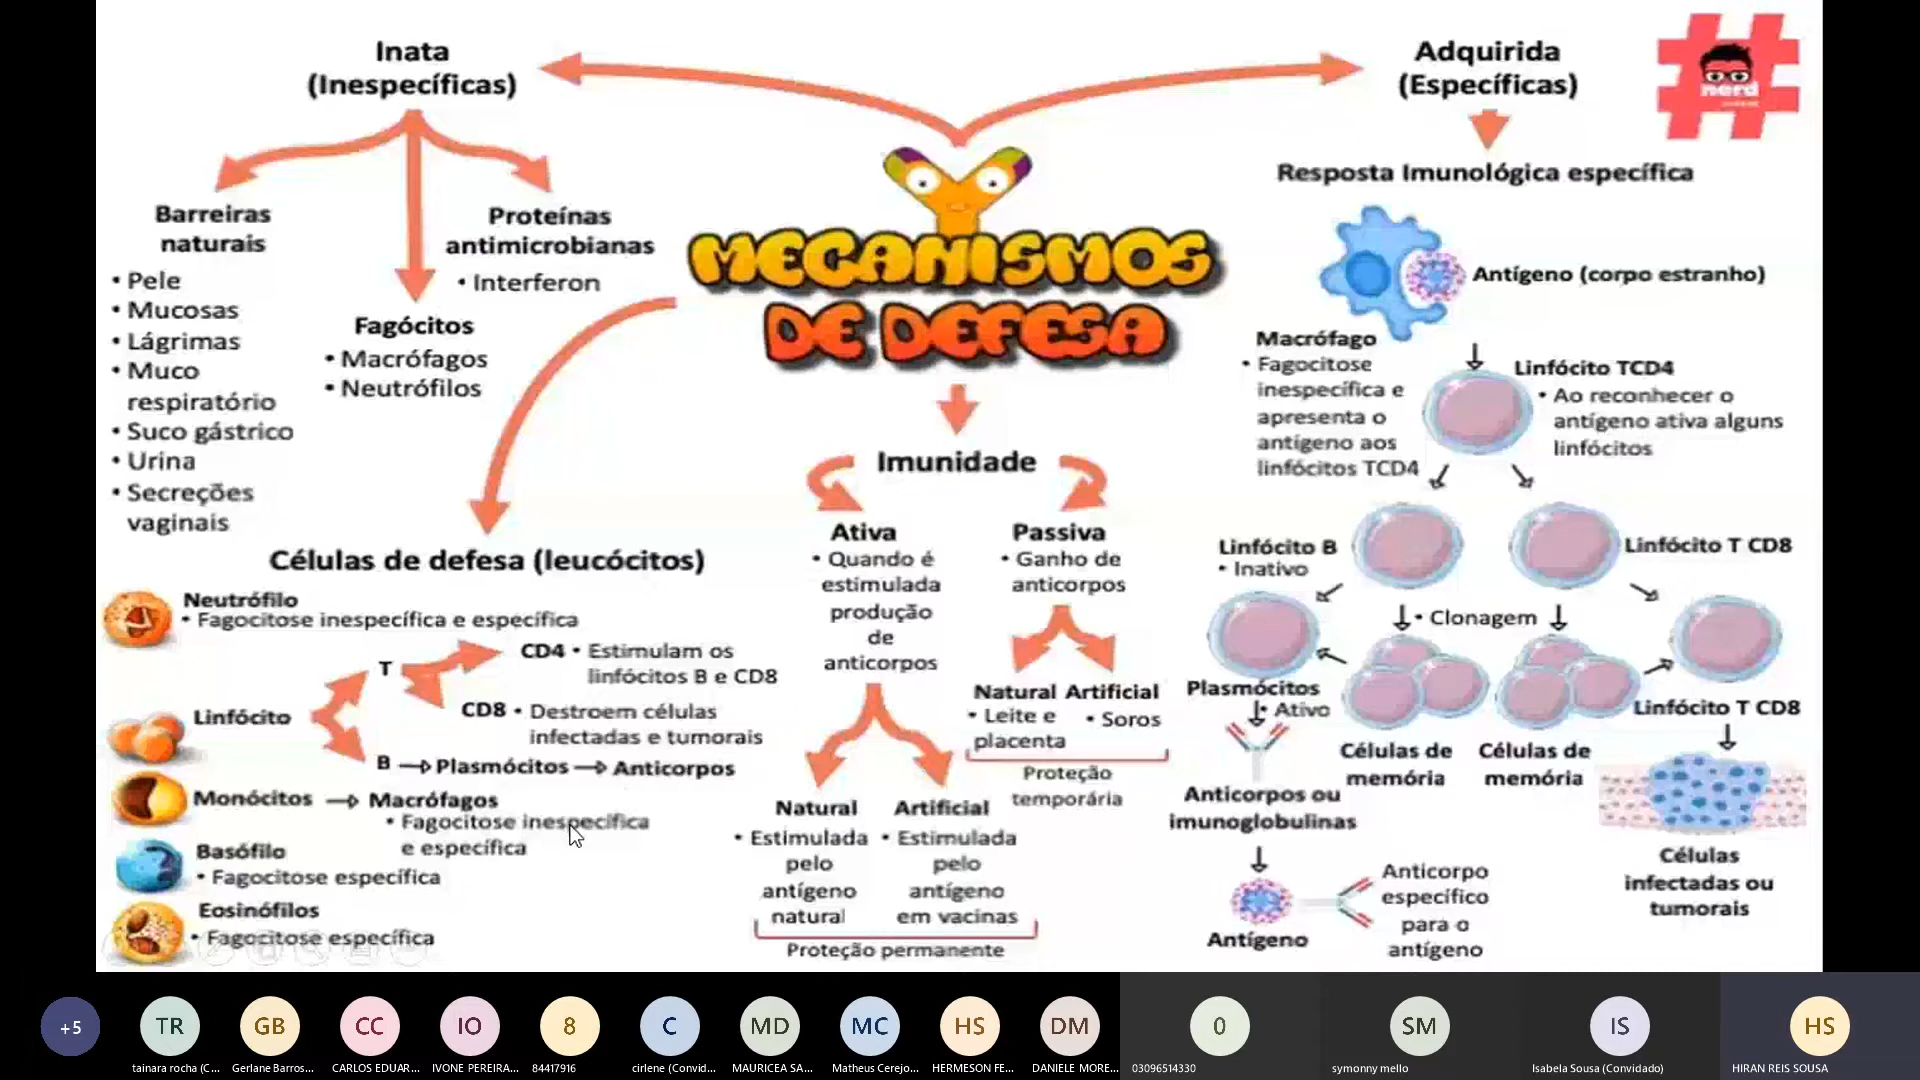 Inata
(Inespecíficas)
Adquirida
(Específicas)
nerd
Resposta Imunológica específica
Barreiras
naturais
• Pele
• Mucosas
• Lágrimas
• Muco
respiratório
• Suco gástrico
• Urina
• Secreções
vaginais
Fagócitos
• Macrófagos
• Neutrófilos
Proteínas
antimicrobianas
• Interferon
MECANISMOS
DE DEFESA
Antígeno (corpo estranho)
Macrófago
• Fagocitose
inespecífica e
apresenta o
antígeno aos
linfócitos TCD4
Linfócito TCD4
• Ao reconhecer o
antígeno ativa alguns
linfócitos
Células de defesa (leucócitos)
Neutrófilo
• Fagocitose inespecífica e específica
Linfócito
T
CD4 • Estimulam os
linfócitos B e CD8
CD8 • Destroem células
infectadas e tumorais
B
Plasmócitos
Anticorpos
Monócitos
Macrófagos
• Fagocitose inespecífica
e específica
Basófilo
• Fagocitose específica
Eosinófilos
• Fagocitose específica
Imunidade
Ativa
• Quando é
estimulada
produção
de
anticorpos
Natural
• Estimulada
pelo
antígeno
natural
Artificial
• Estimulada
pelo
antígeno
em vacinas
Proteção permanente
Passiva
• Ganho de
anticorpos
Natural
• Leite e
placenta
Artificial
• Soros
Proteção
temporária
Linfócito B
• Inativo
Linfócito T CD8
• Clonagem
Plasmócitos
• Ativo
Células de
memória
Células de
memória
Linfócito T CD8
Anticorpos ou
imunoglobulinas
Antígeno
Anticorpo
específico
para o
antígeno
Células
infectadas ou
tumorais
+5
TR
GB
CC
IO
8
C
MD
MC
HS
DM
0
SM
IS
HS
tainara rocha (C...
Gerlane Barros...
CARLOS EDUAR...
IVONE PEREIRA...
84417916
cirlene (Convid...
MAURICEA SA...
Matheus Cerejo...
HERMESON FE...
DANIELE MORE...
03096514330
symonny mello
Isabela Sousa (Convidado)
HIRAN REIS SOUSA